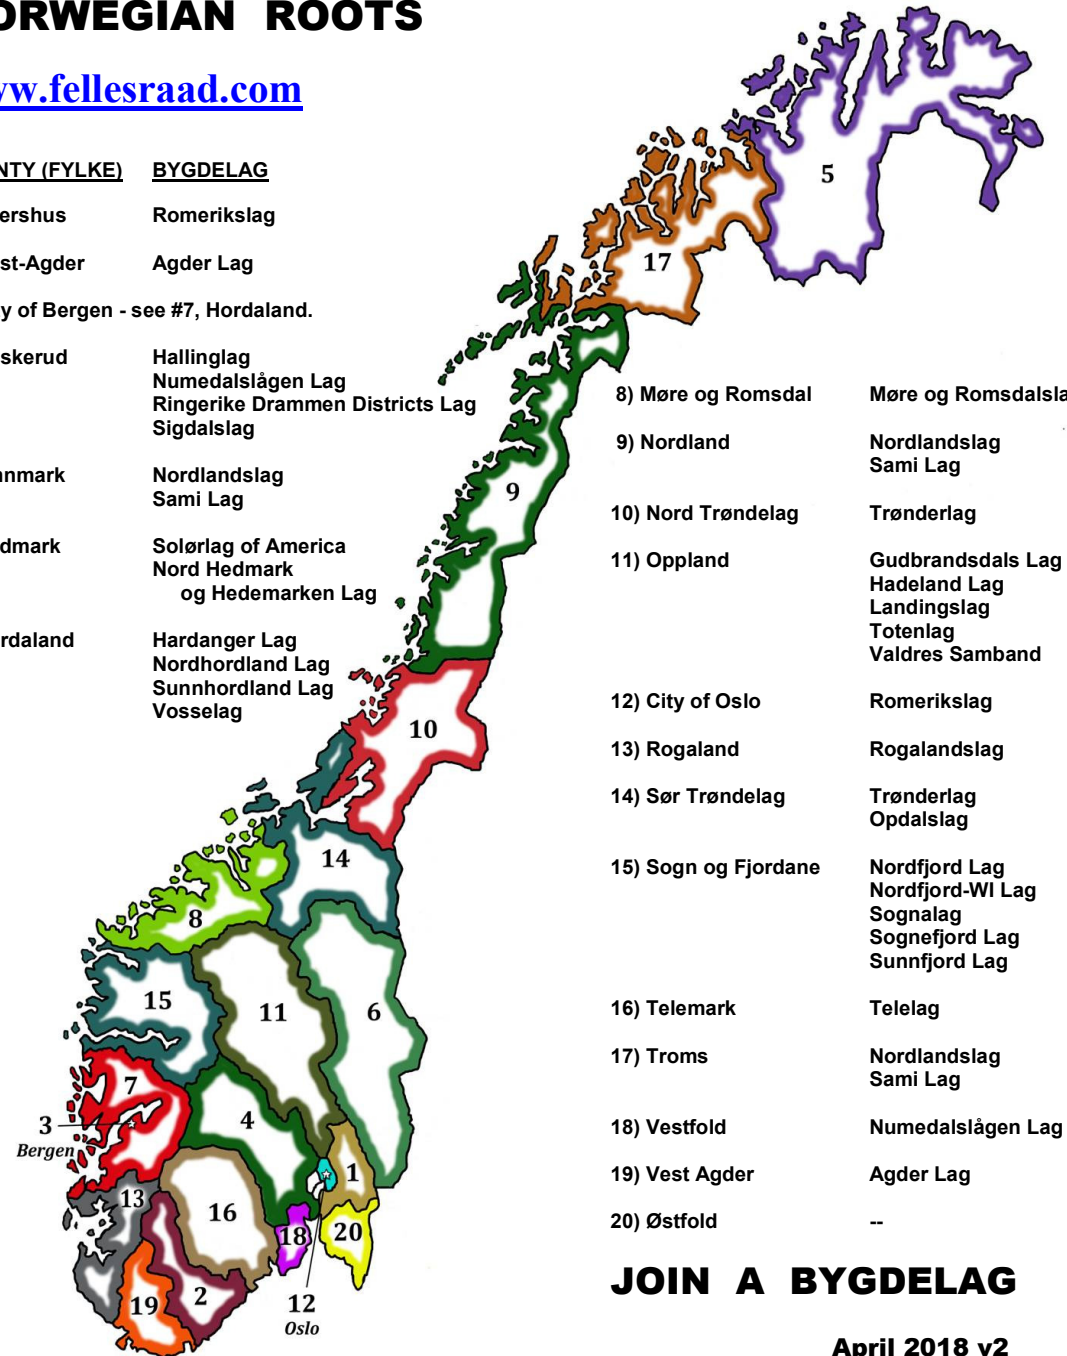 ORWEGIAN ROOTS
ww.fellesraad.com
NTY (FYLKE) BYGDELAG
ershus Romerikslag
st-Agder Agder Lag
y of Bergen - see #7, Hordaland.
skerud Hallinglag
Numedalslågen Lag
Ringerike Drammen Districts Lag
Sigdalslag
nmark Nordlandslag
Sami Lag
dmark Solørlag of America
Nord Hedmark
og Hedemarken Lag
rdaland Hardanger Lag
Nordhordland Lag
Sunnhordland Lag
Vosselag
8) Møre og Romsdal Møre og Romsdalsla
9) Nordland Nordlandslag
Sami Lag
10) Nord Trøndelag Trønderlag
11) Oppland Gudbrandsdals Lag
Hadeland Lag
Landingslag
Totenlag
Valdres Samband
12) City of Oslo Romerikslag
13) Rogaland Rogalandslag
14) Sør Trøndelag Trønderlag
Opdalslag
15) Sogn og Fjordane Nordfjord Lag
Nordfjord-WI Lag
Sognalag
Sognefjord Lag
Sunnfjord Lag
16) Telemark Telelag
17) Troms Nordlandslag
Sami Lag
18) Vestfold Numedalslågen Lag
19) Vest Agder Agder Lag
20) Østfold --
JOIN A BYGDELAG
April 2018 v2
5
17
9
10
14
8
15
11
6
7
4
3
Bergen
1
13
16
18
20
2
19
12
Oslo